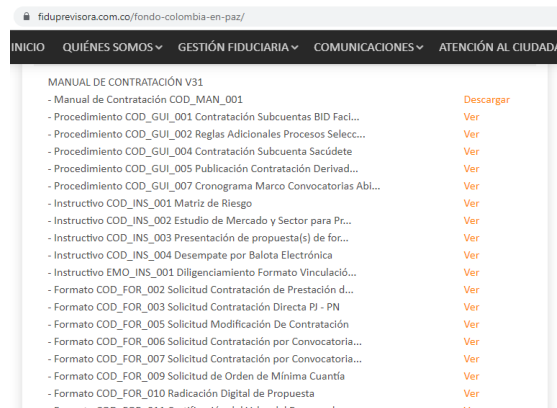 fiduprevisora.com.co/fondo-colombia-en-paz/
INICIO QUIÉNES SOMOS GESTIÓN FIDUCIARIA COMUNICACIONES ATENCIÓN AL CIUDADA
MANUAL DE CONTRATACIÓN V31
- Manual de Contratación COD_MAN_001 Descargar
- Procedimiento COD_GUI_001 Contratación Subcuentas BID Faci... Ver
- Procedimiento COD_GUI_002 Reglas Adicionales Procesos Selecc... Ver
- Procedimiento COD_GUI_004 Contratación Subcuenta Sacúdete Ver
- Procedimiento COD_GUI_005 Publicación Contratación Derivad... Ver
- Procedimiento COD_GUI_007 Cronograma Marco Convocatorias Abi... Ver
- Instructivo COD_INS_001 Matriz de Riesgo Ver
- Instructivo COD_INS_002 Estudio de Mercado y Sector para Pr... Ver
- Instructivo COD_INS_003 Presentación de propuesta(s) de for... Ver
- Instructivo COD_INS_004 Desempate por Balota Electrónica Ver
- Instructivo EMO_INS_001 Diligenciamiento Formato Vinculació... Ver
- Formato COD_FOR_002 Solicitud Contratación de Prestación d... Ver
- Formato COD_FOR_003 Solicitud Contratación Directa PJ - PN Ver
- Formato COD_FOR_005 Solicitud Modificación De Contratación Ver
- Formato COD_FOR_006 Solicitud Contratación por Convocatoria... Ver
- Formato COD_FOR_007 Solicitud Contratación por Convocatoria... Ver
- Formato COD_FOR_009 Solicitud de Orden de Mínima Cuantía Ver
- Formato COD_FOR_010 Radicación Digital de Propuesta Ver